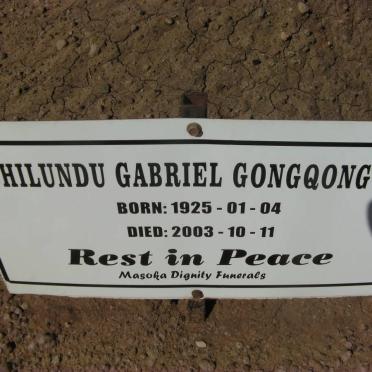 HILUNDU GABRIEL GONGQONG
BORN: 1925 - 01 - 04
DIED: 2003 - 10 - 11
Rest in Peace
Masoka Dignity Funerals